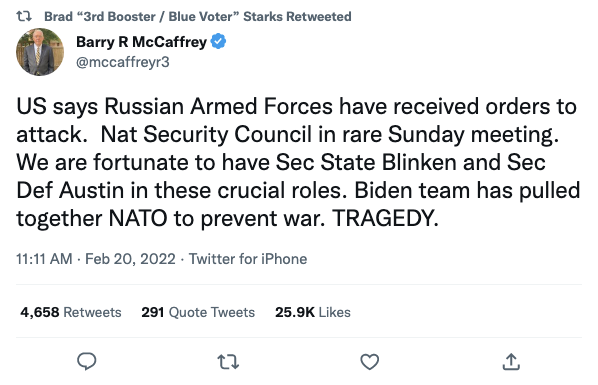 Brad “3rd Booster / Blue Voter” Starks Retweeted
Barry R McCaffrey
@mccaffreyr3
US says Russian Armed Forces have received orders to
attack.  Nat Security Council in rare Sunday meeting.
We are fortunate to have Sec State Blinken and Sec
Def Austin in these crucial roles. Biden team has pulled
together NATO to prevent war. TRAGEDY.
11:11 AM · Feb 20, 2022 · Twitter for iPhone
4,658 Retweets 291 Quote Tweets 25.9K Likes